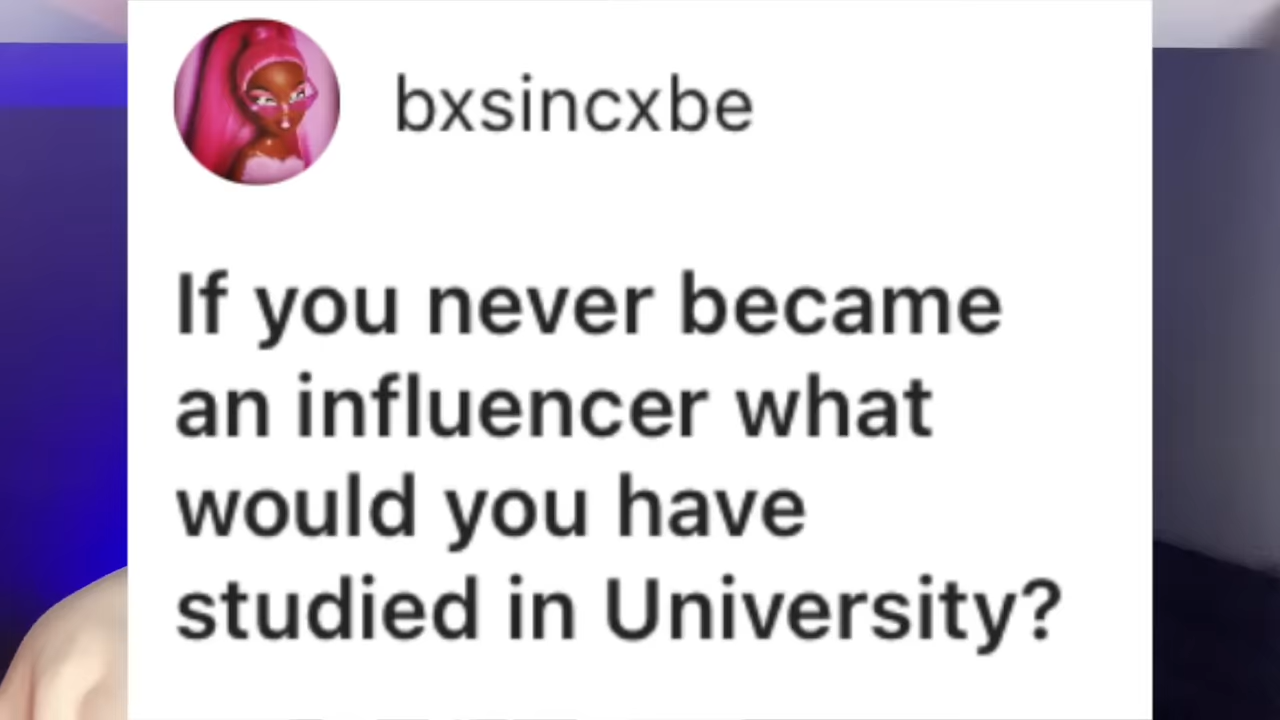 bxsincxbe
If you never became
an influencer what
would you have
studied in University?